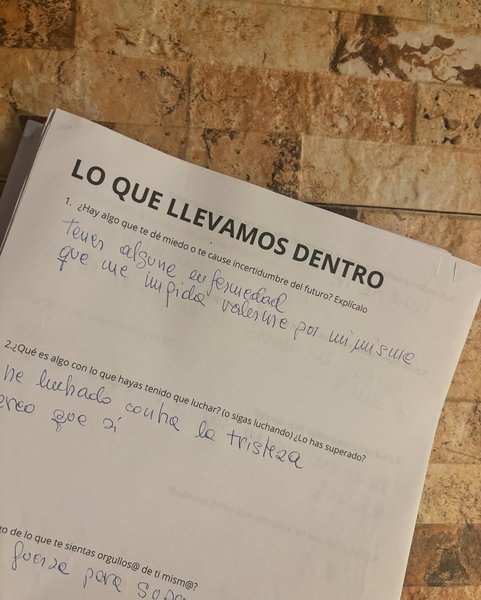 LO QUE LLEVAMOS DENTRO
1. ¿Hay algo que te dé miedo o te cause incertidumbre del futuro? Explícalo
tener alguna enfermedad
que me impida valerme por mi misma
2.¿Qué es algo con lo que hayas tenido que luchar? (o sigas luchando) ¿Lo has superado?
he luchado contra la tristeza
creo que si
go de lo que te sientas orgullos@ de ti mism@?
fuerza para